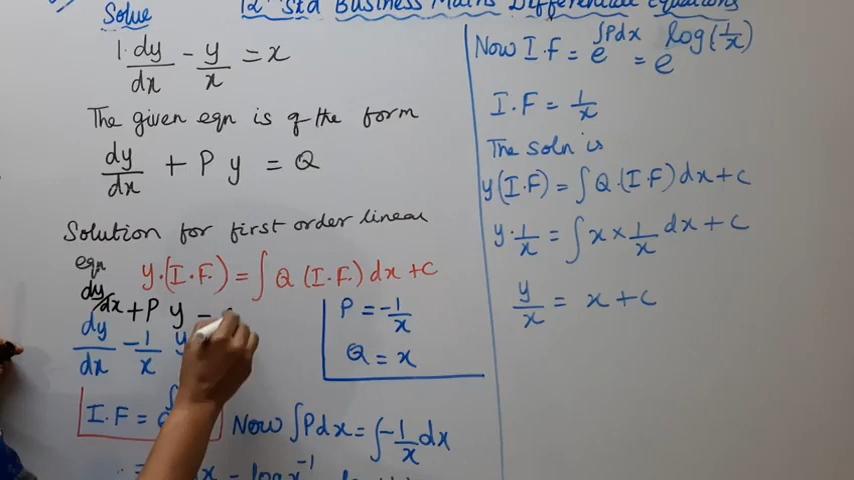 Solve
12th Std Business Maths Differential Equations
1·dy/dx - y/x = x
The given eqn is of the form
dy/dx + P y = Q
Solution for first order linear
eqn
y·(I.F.) = ∫ Q (I.F.) dx + c
dy/dx + P y =
dy/dx - 1/x y
P = -1/x
Q = x
I.F =
Now ∫Pdx = ∫-1/x dx
- log x⁻¹
Now I.F = e^∫Pdx = e^log(1/x)
I.F = 1/x
The soln is
y(I.F) = ∫ Q·(I.F) dx + c
y·1/x = ∫ x × 1/x dx + c
y/x = x + c